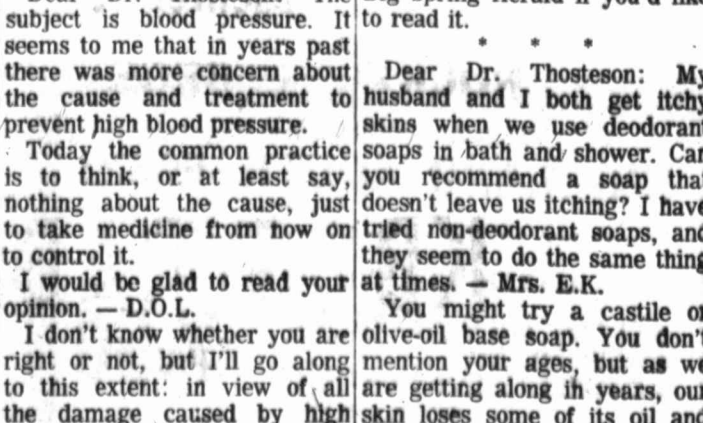 subject is blood pressure. It
seems to me that in years past
there was more concern about
the cause and treatment to
prevent high blood pressure.
Today the common practice
is to think, or at least say,
nothing about the cause, just
to take medicine from now on
to control it.
I would be glad to read your
opinion. — D.O.L.
I don't know whether you are
right or not, but I'll go along
to this extent: in view of all
the damage caused by high
to read it.
* * *
Dear Dr. Thosteson: My
husband and I both get itchy
skins when we use deodorant
soaps in bath and shower. Can
you recommend a soap that
doesn't leave us itching? I have
tried non-deodorant soaps, and
they seem to do the same thing
at times. — Mrs. E.K.
You might try a castile or
olive-oil base soap. You don't
mention your ages, but as we
are getting along in years, our
skin loses some of its oil and